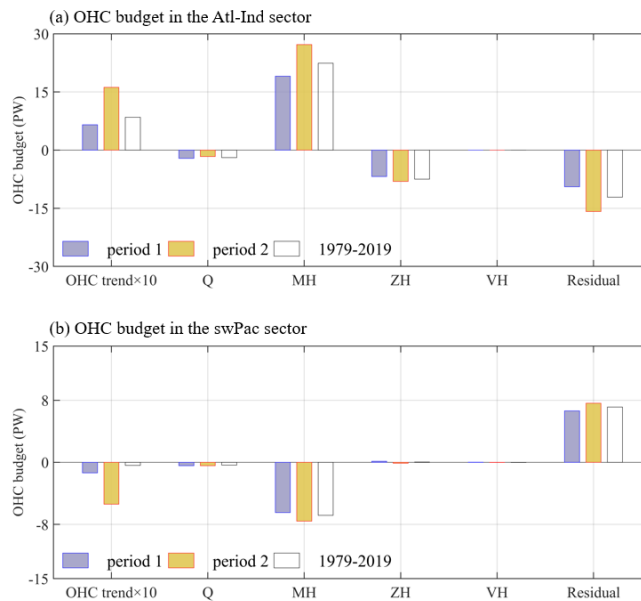 (a) OHC budget in the Atl-Ind sector
30
15
0
-15
-30
OHC budget (PW)
period 1 period 2 1979-2019
OHC trend×10 Q MH ZH VH Residual
(b) OHC budget in the swPac sector
15
8
0
-8
-15
OHC budget (PW)
period 1 period 2 1979-2019
OHC trend×10 Q MH ZH VH Residual